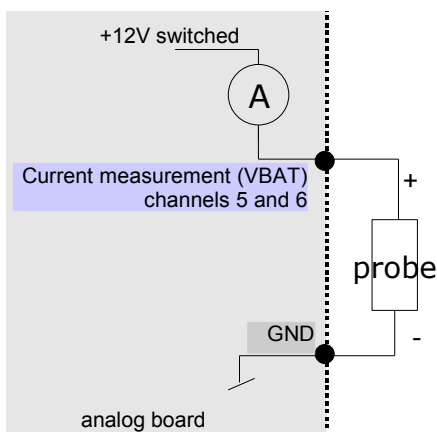 +12V switched
A
Current measurement (VBAT)
channels 5 and 6
+
probe
GND
-
analog board